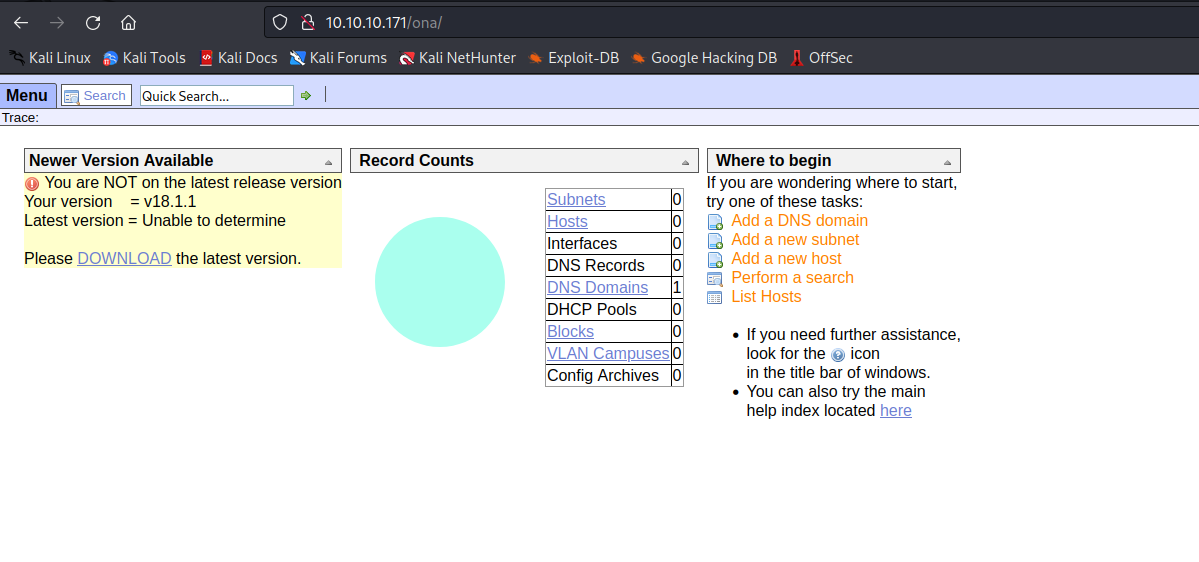 10.10.10.171/ona/
Kali Linux Kali Tools Kali Docs Kali Forums Kali NetHunter Exploit-DB Google Hacking DB OffSec
Menu Search Quick Search...
Trace:
Newer Version Available
You are NOT on the latest release version
Your version = v18.1.1
Latest version = Unable to determine
Please DOWNLOAD the latest version.
Record Counts
Subnets 0
Hosts 0
Interfaces 0
DNS Records 0
DNS Domains 1
DHCP Pools 0
Blocks 0
VLAN Campuses 0
Config Archives 0
Where to begin
If you are wondering where to start,
try one of these tasks:
Add a DNS domain
Add a new subnet
Add a new host
Perform a search
List Hosts
• If you need further assistance,
look for the ? icon
in the title bar of windows.
• You can also try the main
help index located here